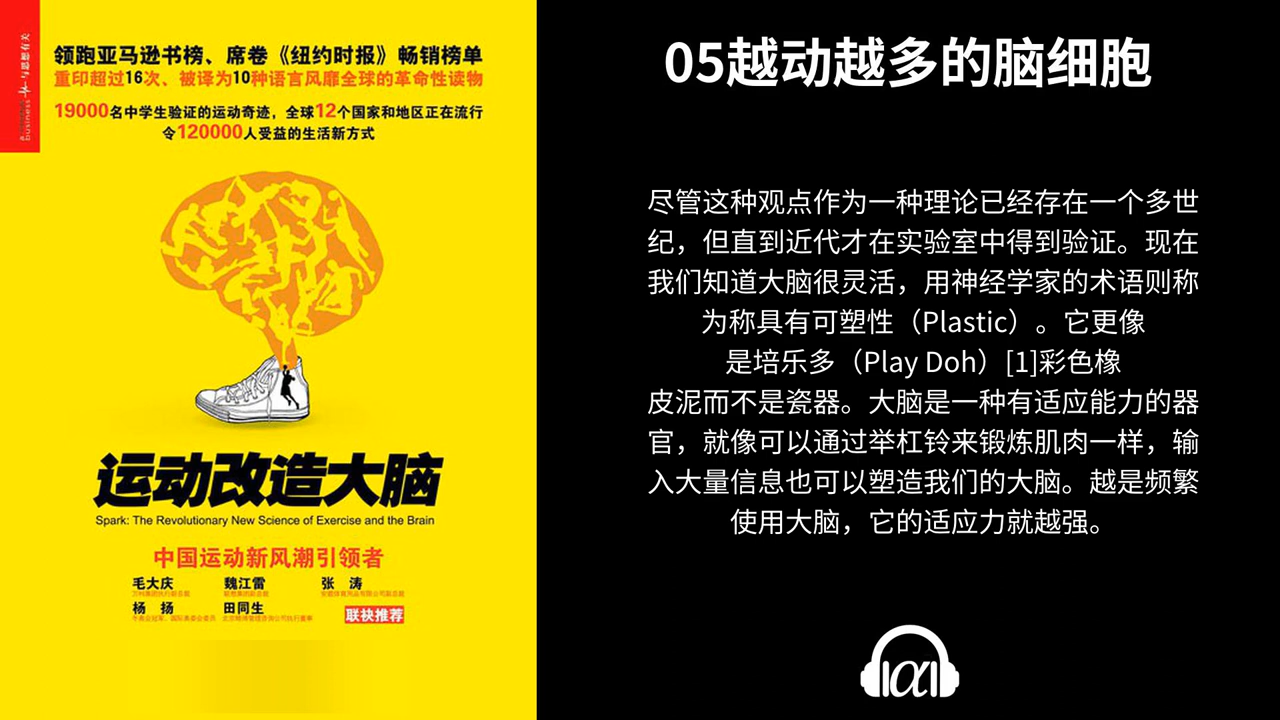 与思想有关
business
领跑亚马逊书榜、席卷《纽约时报》畅销榜单
重印超过16次、被译为10种语言风靡全球的革命性读物
19000名中学生验证的运动奇迹，全球12个国家和地区正在流行
令120000人受益的生活新方式
运动改造大脑
Spark: The Revolutionary New Science of Exercise and the Brain
中国运动新风潮引领者
毛大庆 魏江雷 张 涛
万科集团执行副总裁
杨 扬 田同生
联袂推荐
05越动越多的脑细胞
尽管这种观点作为一种理论已经存在一个多世
纪，但直到近代才在实验室中得到验证。现在
我们知道大脑很灵活，用神经学家的术语则称
为称具有可塑性（Plastic）。它更像
是培乐多（Play Doh）[1]彩色橡
皮泥而不是瓷器。大脑是一种有适应能力的器
官，就像可以通过举杠铃来锻炼肌肉一样，输
入大量信息也可以塑造我们的大脑。越是频繁
使用大脑，它的适应力就越强。